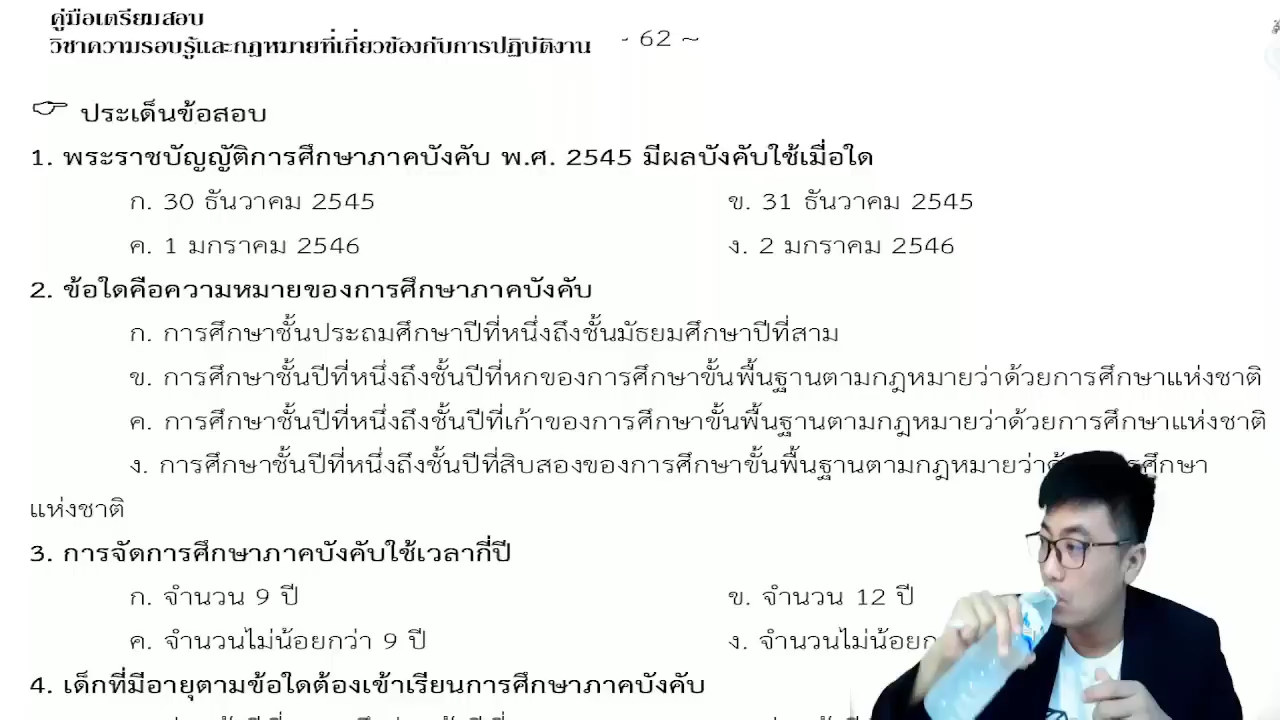 คู่มือเตรียมสอบ
วิชาความรอบรู้และกฎหมายที่เกี่ยวข้องกับการปฏิบัติงาน - 62 ~
ประเด็นข้อสอบ
1. พระราชบัญญัติการศึกษาภาคบังคับ พ.ศ. 2545 มีผลบังคับใช้เมื่อใด
ก. 30 ธันวาคม 2545 ข. 31 ธันวาคม 2545
ค. 1 มกราคม 2546 ง. 2 มกราคม 2546
2. ข้อใดคือความหมายของการศึกษาภาคบังคับ
ก. การศึกษาชั้นประถมศึกษาปีที่หนึ่งถึงชั้นมัธยมศึกษาปีที่สาม
ข. การศึกษาชั้นปีที่หนึ่งถึงชั้นปีที่หกของการศึกษาขั้นพื้นฐานตามกฎหมายว่าด้วยการศึกษาแห่งชาติ
ค. การศึกษาชั้นปีที่หนึ่งถึงชั้นปีที่เก้าของการศึกษาขั้นพื้นฐานตามกฎหมายว่าด้วยการศึกษาแห่งชาติ
ง. การศึกษาชั้นปีที่หนึ่งถึงชั้นปีที่สิบสองของการศึกษาขั้นพื้นฐานตามกฎหมายว่าด้วยการศึกษา
แห่งชาติ
3. การจัดการศึกษาภาคบังคับใช้เวลากี่ปี
ก. จำนวน 9 ปี ข. จำนวน 12 ปี
ค. จำนวนไม่น้อยกว่า 9 ปี ง. จำนวนไม่น้อยก
4. เด็กที่มีอายุตามข้อใดต้องเข้าเรียนการศึกษาภาคบังคับ